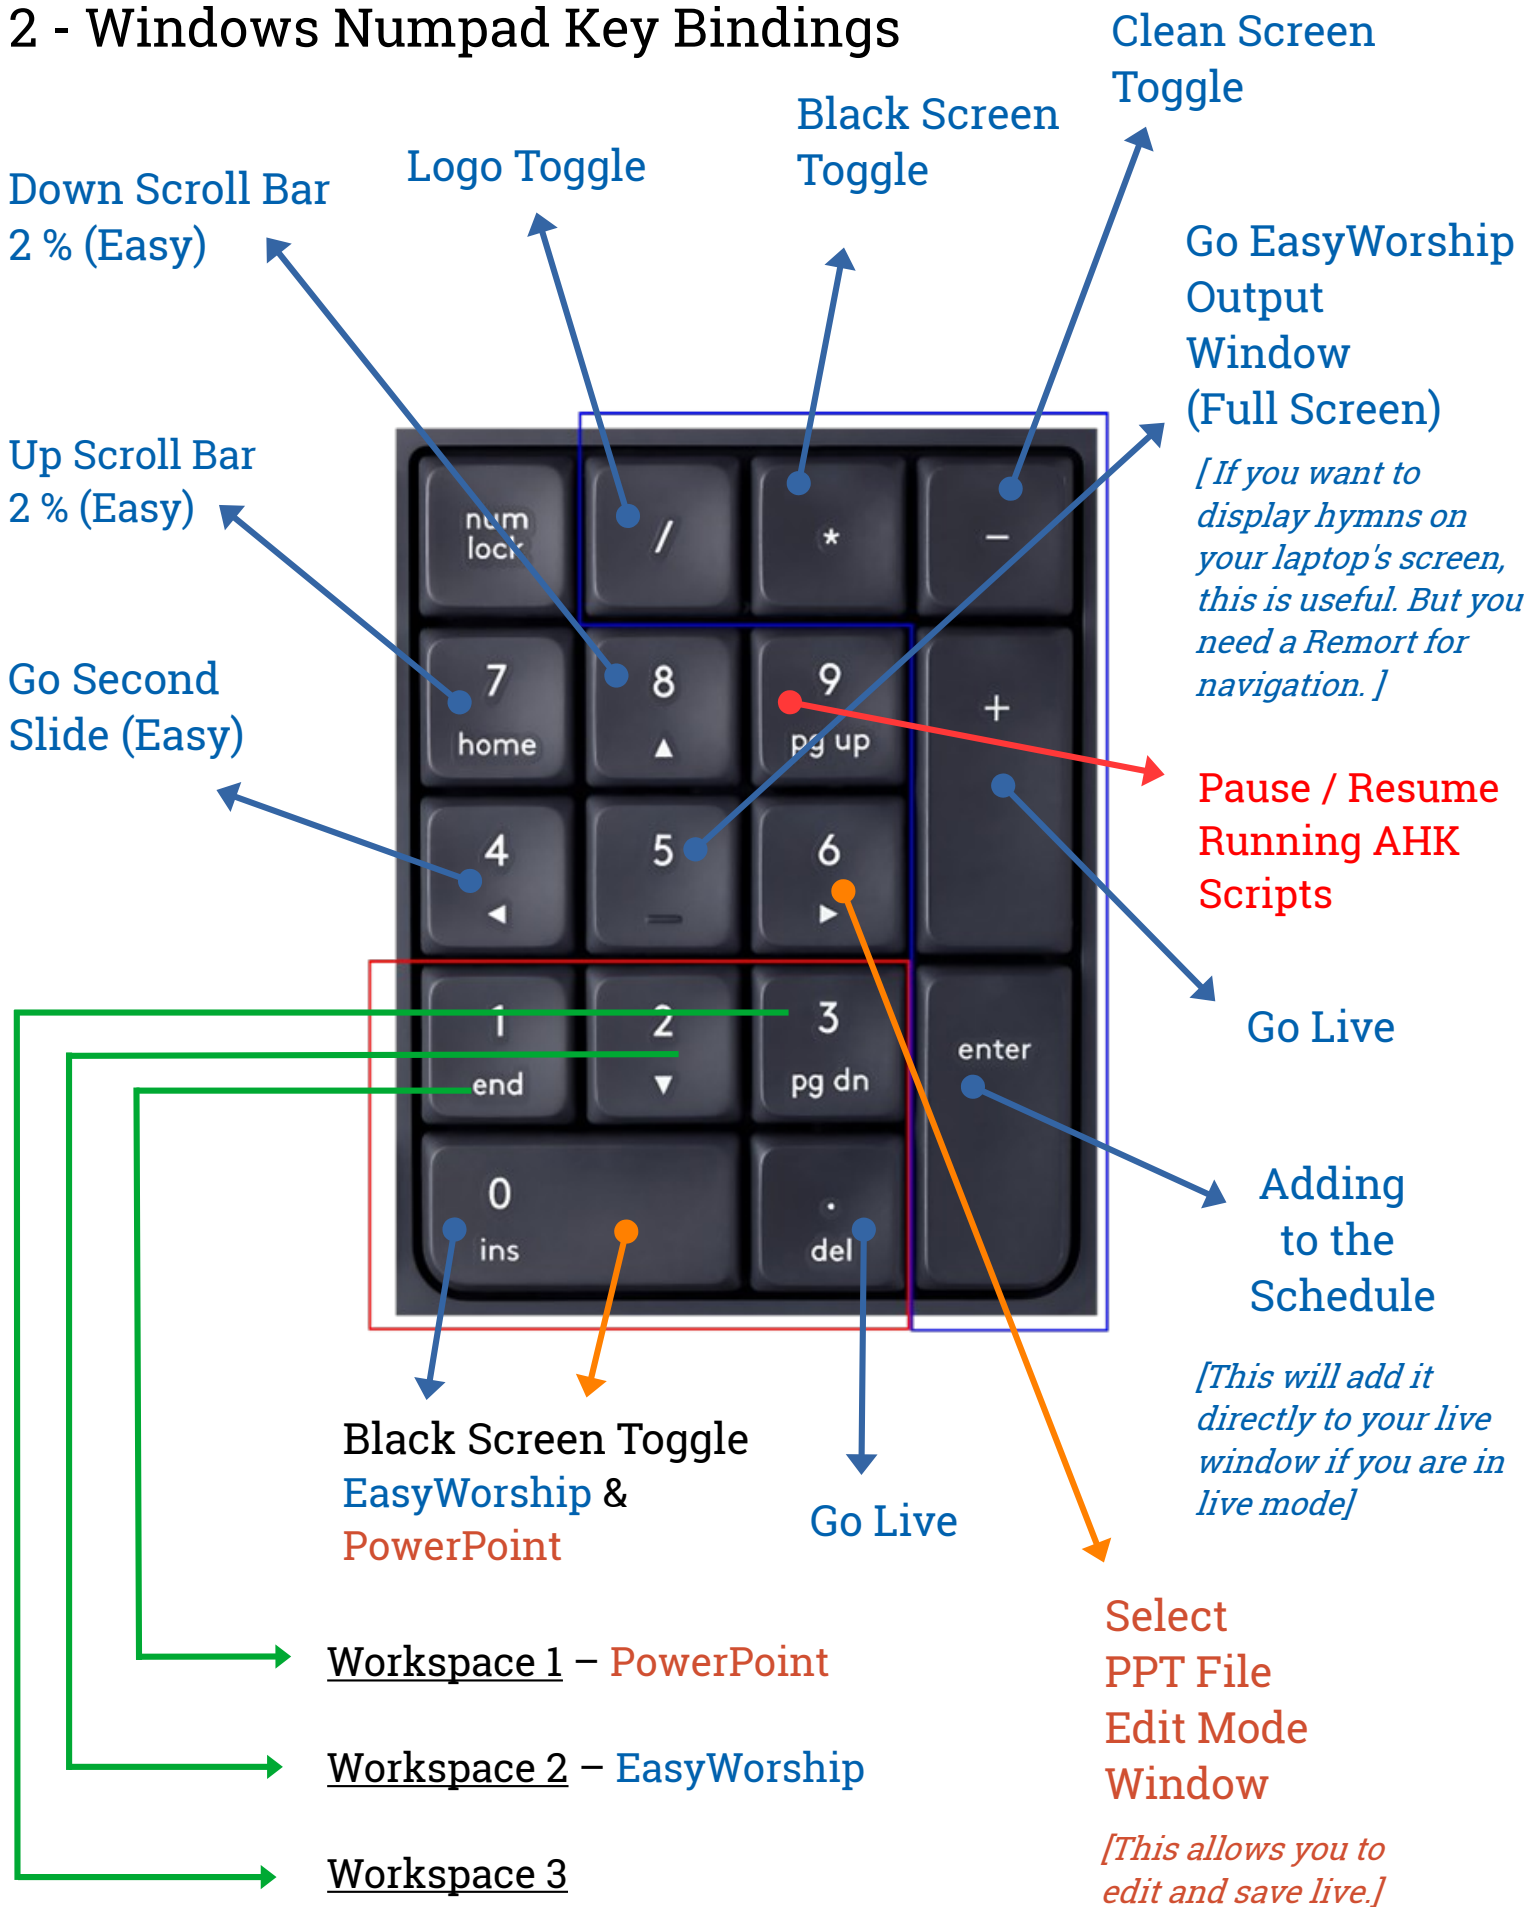 2 - Windows Numpad Key Bindings
Clean Screen
Toggle
Black Screen
Toggle
Logo Toggle
Down Scroll Bar
2 % (Easy)
Go EasyWorship
Output
Window
(Full Screen)
[ If you want to
display hymns on
your laptop's screen,
this is useful. But you
need a Remort for
navigation. ]
Up Scroll Bar
2 % (Easy)
Go Second
Slide (Easy)
num
lock
/
*
−
7
home
8
▲
9
pg up
+
4
◀
5
6
▶
1
end
2
▼
3
pg dn
enter
0
ins
.
del
Pause / Resume
Running AHK
Scripts
Go Live
Adding
to the
Schedule
[This will add it
directly to your live
window if you are in
live mode]
Black Screen Toggle
EasyWorship &
PowerPoint
Go Live
Select
PPT File
Edit Mode
Window
[This allows you to
edit and save live.]
Workspace 1 – PowerPoint
Workspace 2 – EasyWorship
Workspace 3